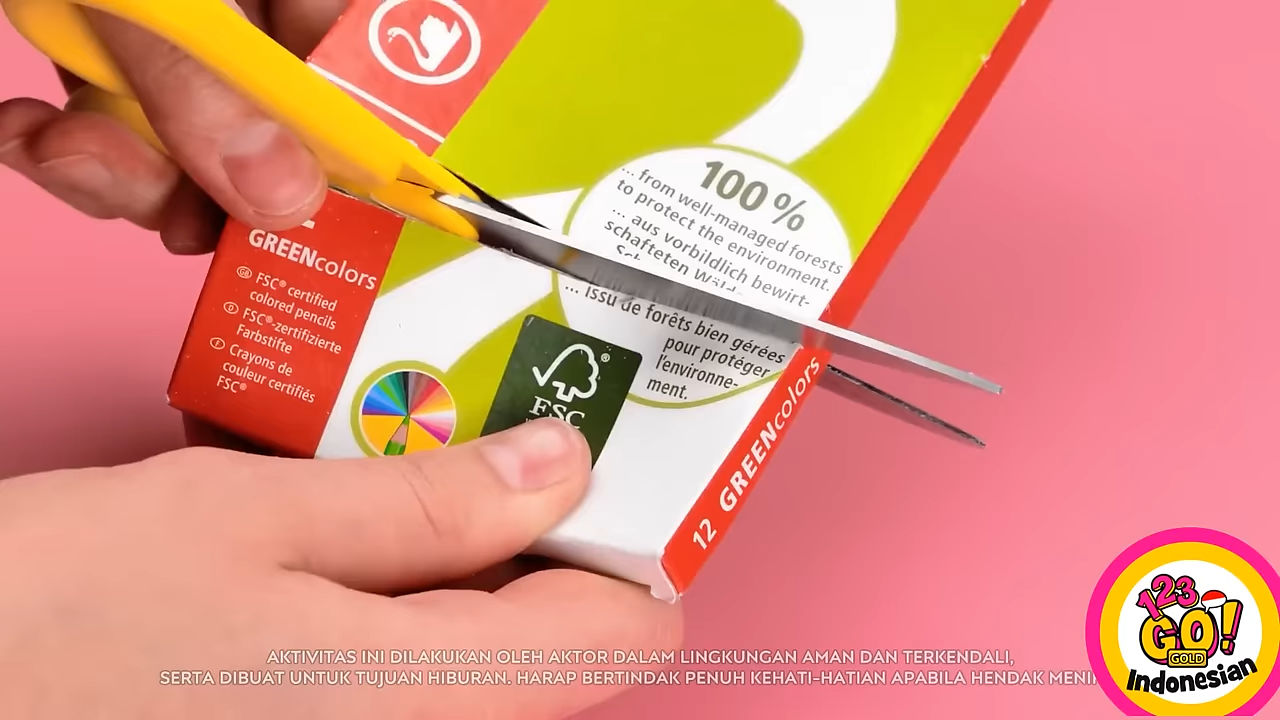 100%
... from well-managed forests
to protect the environment.
... aus vorbildlich bewirt-
schafteten
... issu de forêts bien gérées
pour protéger
l'environne-
ment.
GREENcolors
GB FSC® certified
colored pencils
D FSC®-zertifizierte
Farbstifte
F Crayons de
couleur certifiés
FSC®
®
FSC
12 GREENcolors
AKTIVITAS INI DILAKUKAN OLEH AKTOR DALAM LINGKUNGAN AMAN DAN TERKENDALI,
SERTA DIBUAT UNTUK TUJUAN HIBURAN. HARAP BERTINDAK PENUH KEHATI-HATIAN APABILA HENDAK
123
GO!
GOLD
Indonesian